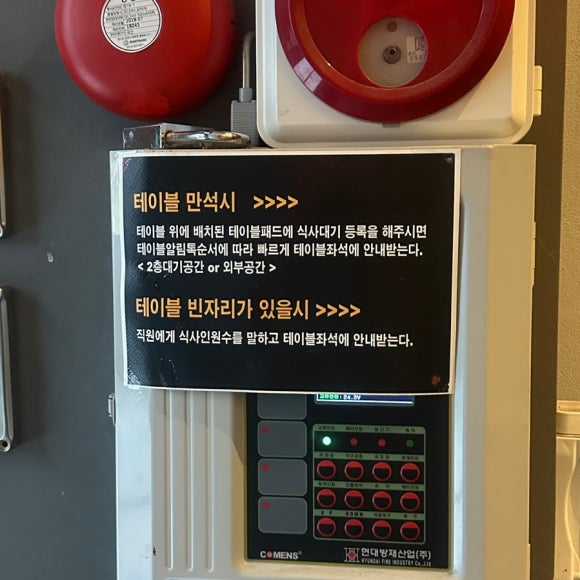 테이블 만석시 >>>>
테이블 위에 배치된 테이블패드에 식사대기 등록을 해주시면
테이블알림톡순서에 따라 빠르게 테이블좌석에 안내받는다.
< 2층대기공간 or 외부공간 >
테이블 빈자리가 있을시 >>>>
직원에게 식사인원수를 말하고 테이블좌석에 안내받는다.
24.3V
COMENS®
현대방재산업(주)
HYUNDAI FIRE INDUSTRY Co.,Ltd